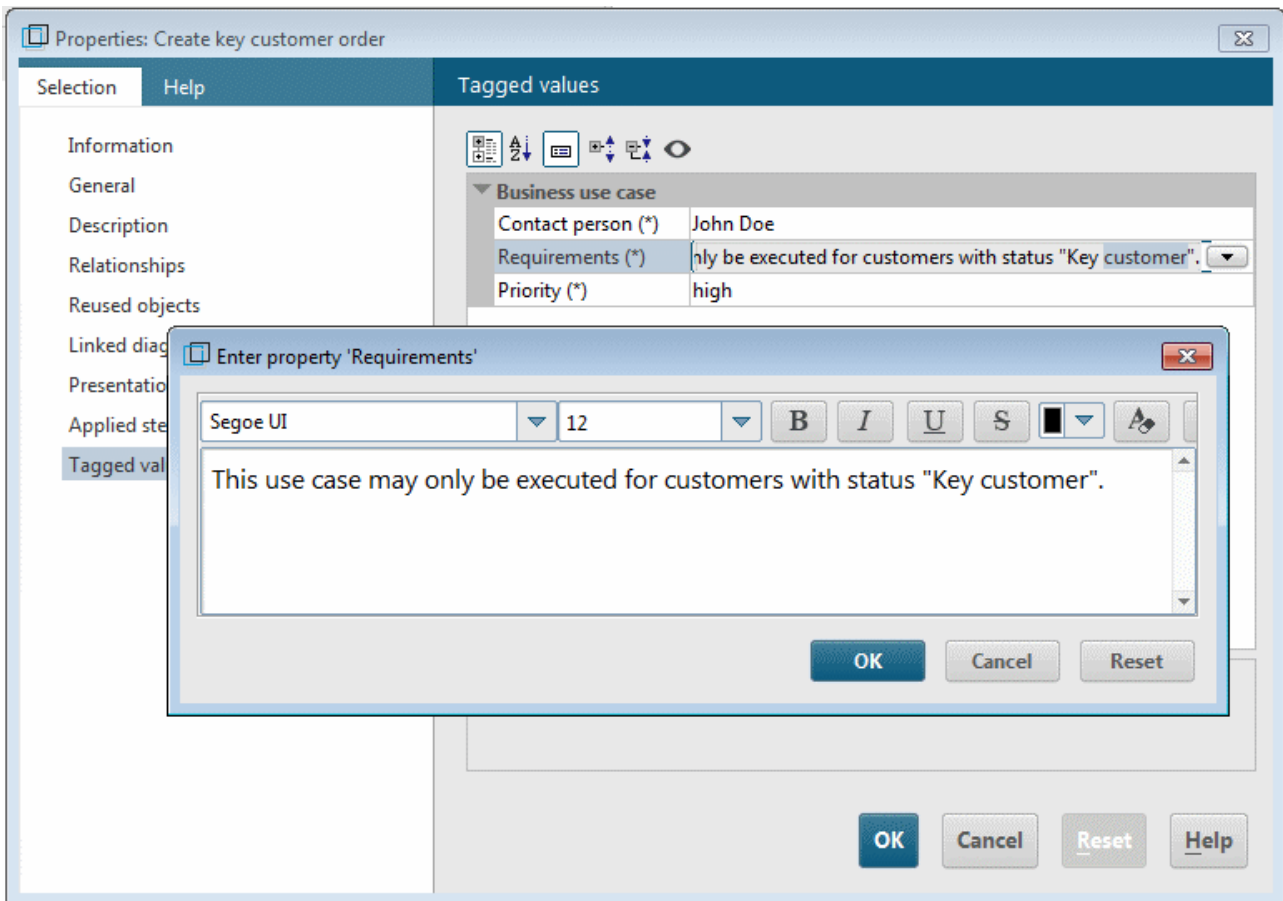 Properties: Create key customer order
Selection Help
Tagged values
Information
General
Description
Relationships
Reused objects
Linked diag
Presentatio
Applied ste
Tagged val
Business use case
Contact person (*) John Doe
Requirements (*) nly be executed for customers with status "Key customer".
Priority (*) high
Enter property 'Requirements'
Segoe UI 12 B I U S A
This use case may only be executed for customers with status "Key customer".
OK Cancel Reset
OK Cancel Reset Help